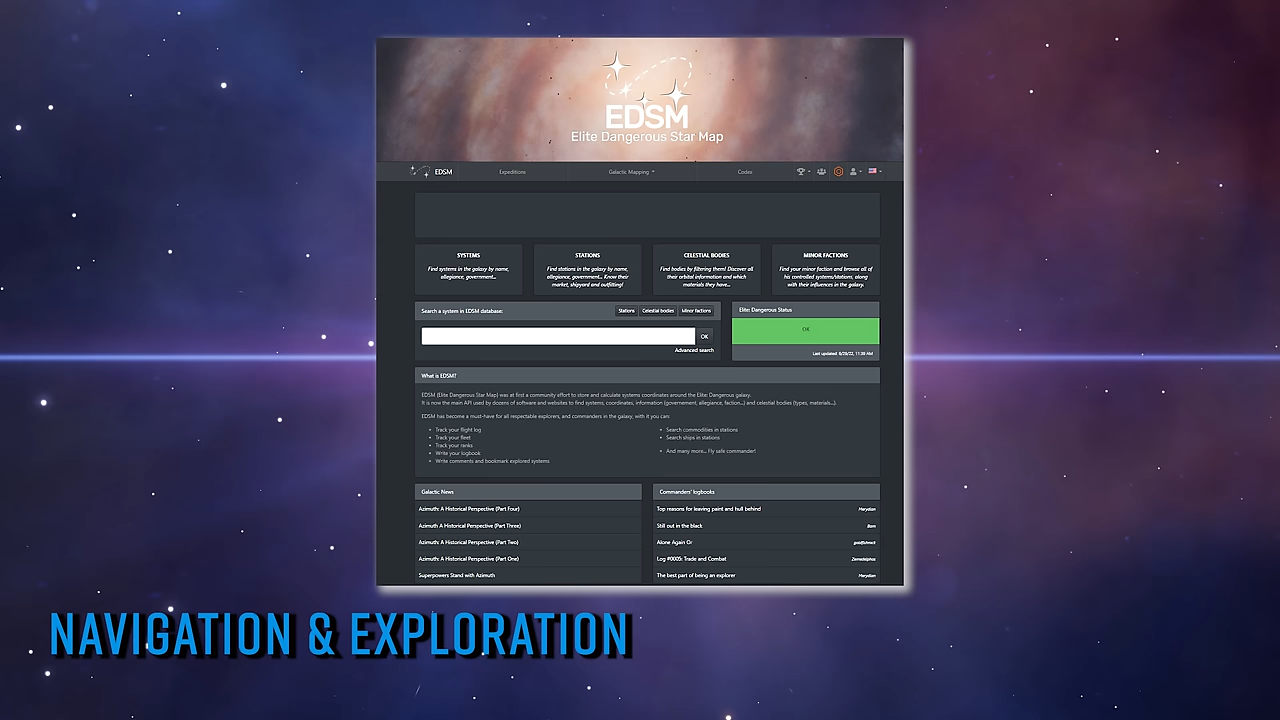 EDSM
Elite Dangerous Star Map
EDSM
Expeditions
Galactic Mapping
Codex
SYSTEMS
Find systems in the galaxy by name,
allegiance, government...
STATIONS
Find stations in the galaxy by name,
allegiance, government... Know their
market, shipyard and outfitting!
CELESTIAL BODIES
Find bodies by filtering them! Discover all
their orbital information and which
materials they have...
MINOR FACTIONS
Find your minor faction and browse all of
his controlled systems/stations, along
with their influences in the galaxy.
Search a system in EDSM database:
Stations
Celestial bodies
Minor factions
OK
Advanced search
Elite: Dangerous Status
OK
Last updated: 8/29/22, 11:39 AM
What is EDSM?
EDSM (Elite Dangerous Star Map) was at first a community effort to store and calculate systems coordinates around the Elite Dangerous galaxy.
It is now the main API used by dozens of software and websites to find systems, coordinates, information (governement, allegiance, faction...) and celestial bodies (types, materials...).
EDSM has become a must-have for all respectable explorers, and commanders in the galaxy, with it you can:
Track your flight log
Track your fleet
Track your ranks
Write your logbook
Write comments and bookmark explored systems
Search commodities in stations
Search ships in stations
And many more... Fly safe commander!
Galactic News
Azimuth: A Historical Perspective (Part Four)
Azimuth A Historical Perspective (Part Three)
Azimuth: A Historical Perspective (Part Two)
Azimuth: A Historical Perspective (Part One)
Superpowers Stand with Azimuth
Commanders' logbooks
Top reasons for leaving paint and hull behind
Merydian
Still out in the black
Alone Again Or
Log #0005: Trade and Combat
The best part of being an explorer
Merydian
NAVIGATION & EXPLORATION